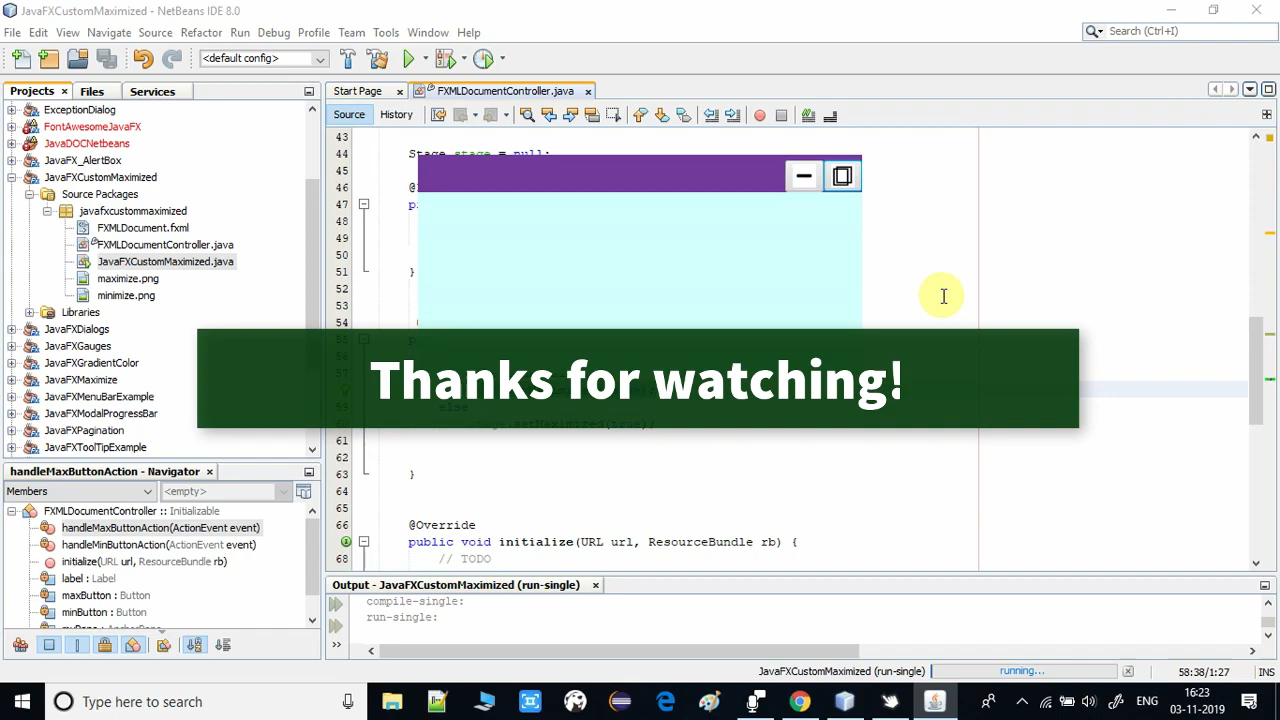 JavaFXCustomMaximized - NetBeans IDE 8.0
File Edit View Navigate Source Refactor Run Debug Profile Team Tools Window Help
Search (Ctrl+I)
<default config>
Projects Files Services
Start Page FXMLDocumentController.java
ExceptionDialog
FontAwesomeJavaFX
JavaDOCNetbeans
JavaFX_AlertBox
JavaFXCustomMaximized
Source Packages
javafxcustommaximized
FXMLDocument.fxml
FXMLDocumentController.java
JavaFXCustomMaximized.java
maximize.png
minimize.png
Libraries
JavaFXDialogs
JavaFXGauges
JavaFXGradientColor
JavaFXMaximize
JavaFXMenuBarExample
JavaFXModalProgressBar
JavaFXPagination
JavaFXToolTipExample
Source History
43
44 Stage stage = null;
45
46
47
48
49
50
51 }
52
53
54
Thanks for watching!
61
62
63 }
64
65
66 @Override
67 public void initialize(URL url, ResourceBundle rb) {
68 // TODO
handleMaxButtonAction - Navigator
Members <empty>
FXMLDocumentController :: Initializable
handleMaxButtonAction(ActionEvent event)
handleMinButtonAction(ActionEvent event)
initialize(URL url, ResourceBundle rb)
label : Label
maxButton : Button
minButton : Button
Output - JavaFXCustomMaximized (run-single)
compile-single:
run-single:
JavaFXCustomMaximized (run-single) running... 58:38/1:27 INS
Type here to search
ENG
16:23
03-11-2019